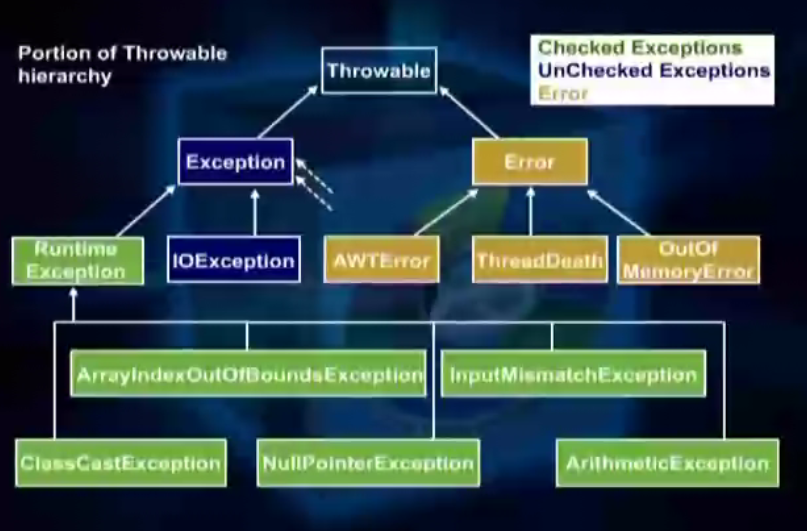 Portion of Throwable
hierarchy
Throwable
Checked Exceptions
UnChecked Exceptions
Error
Exception
Error
Runtime
Exception
IOException
AWTError
ThreadDeath
OutOf
MemoryError
ArrayIndexOutOfBoundsException
InputMismatchException
ClassCastException
NullPointerException
ArithmeticException